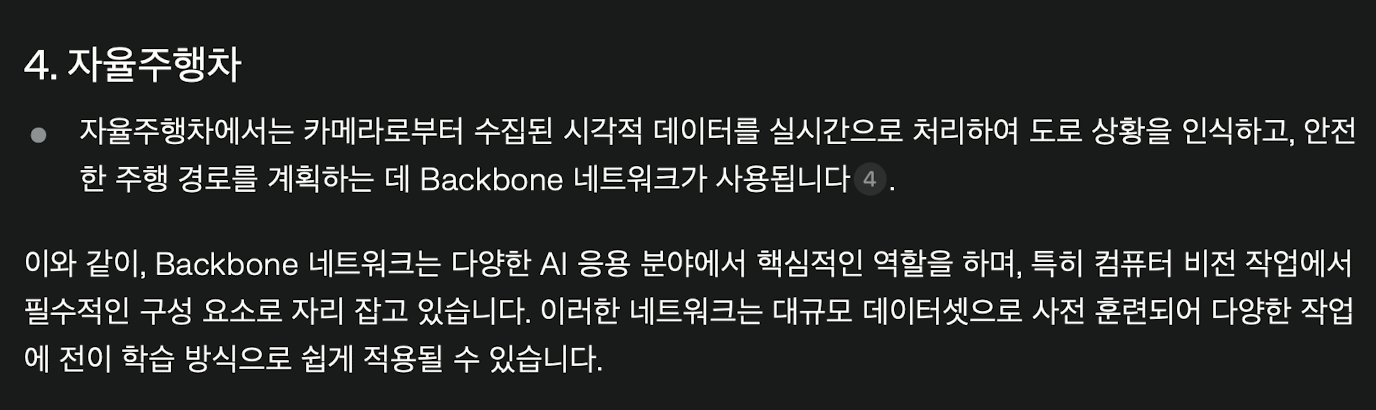 4. 자율주행차
● 자율주행차에서는 카메라로부터 수집된 시각적 데이터를 실시간으로 처리하여 도로 상황을 인식하고, 안전
한 주행 경로를 계획하는 데 Backbone 네트워크가 사용됩니다 4 .
이와 같이, Backbone 네트워크는 다양한 AI 응용 분야에서 핵심적인 역할을 하며, 특히 컴퓨터 비전 작업에서
필수적인 구성 요소로 자리 잡고 있습니다. 이러한 네트워크는 대규모 데이터셋으로 사전 훈련되어 다양한 작업
에 전이 학습 방식으로 쉽게 적용될 수 있습니다.